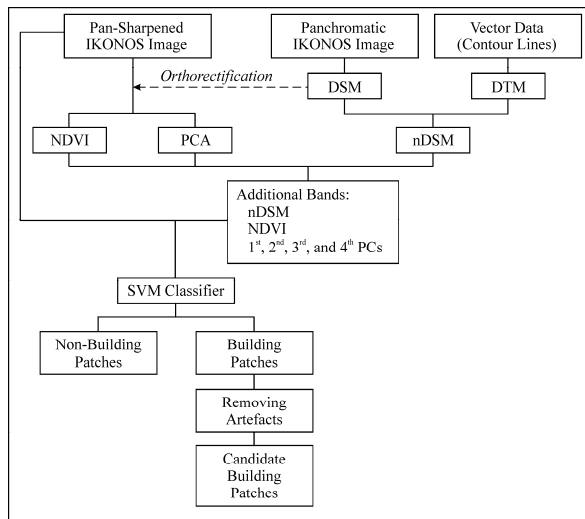 Pan-Sharpened
IKONOS Image
Panchromatic
IKONOS Image
Vector Data
(Contour Lines)
Orthorectification
DSM
DTM
NDVI
PCA
nDSM
Additional Bands:
nDSM
NDVI
1st, 2nd, 3rd, and 4th PCs
SVM Classifier
Non-Building
Patches
Building
Patches
Removing
Artefacts
Candidate
Building
Patches